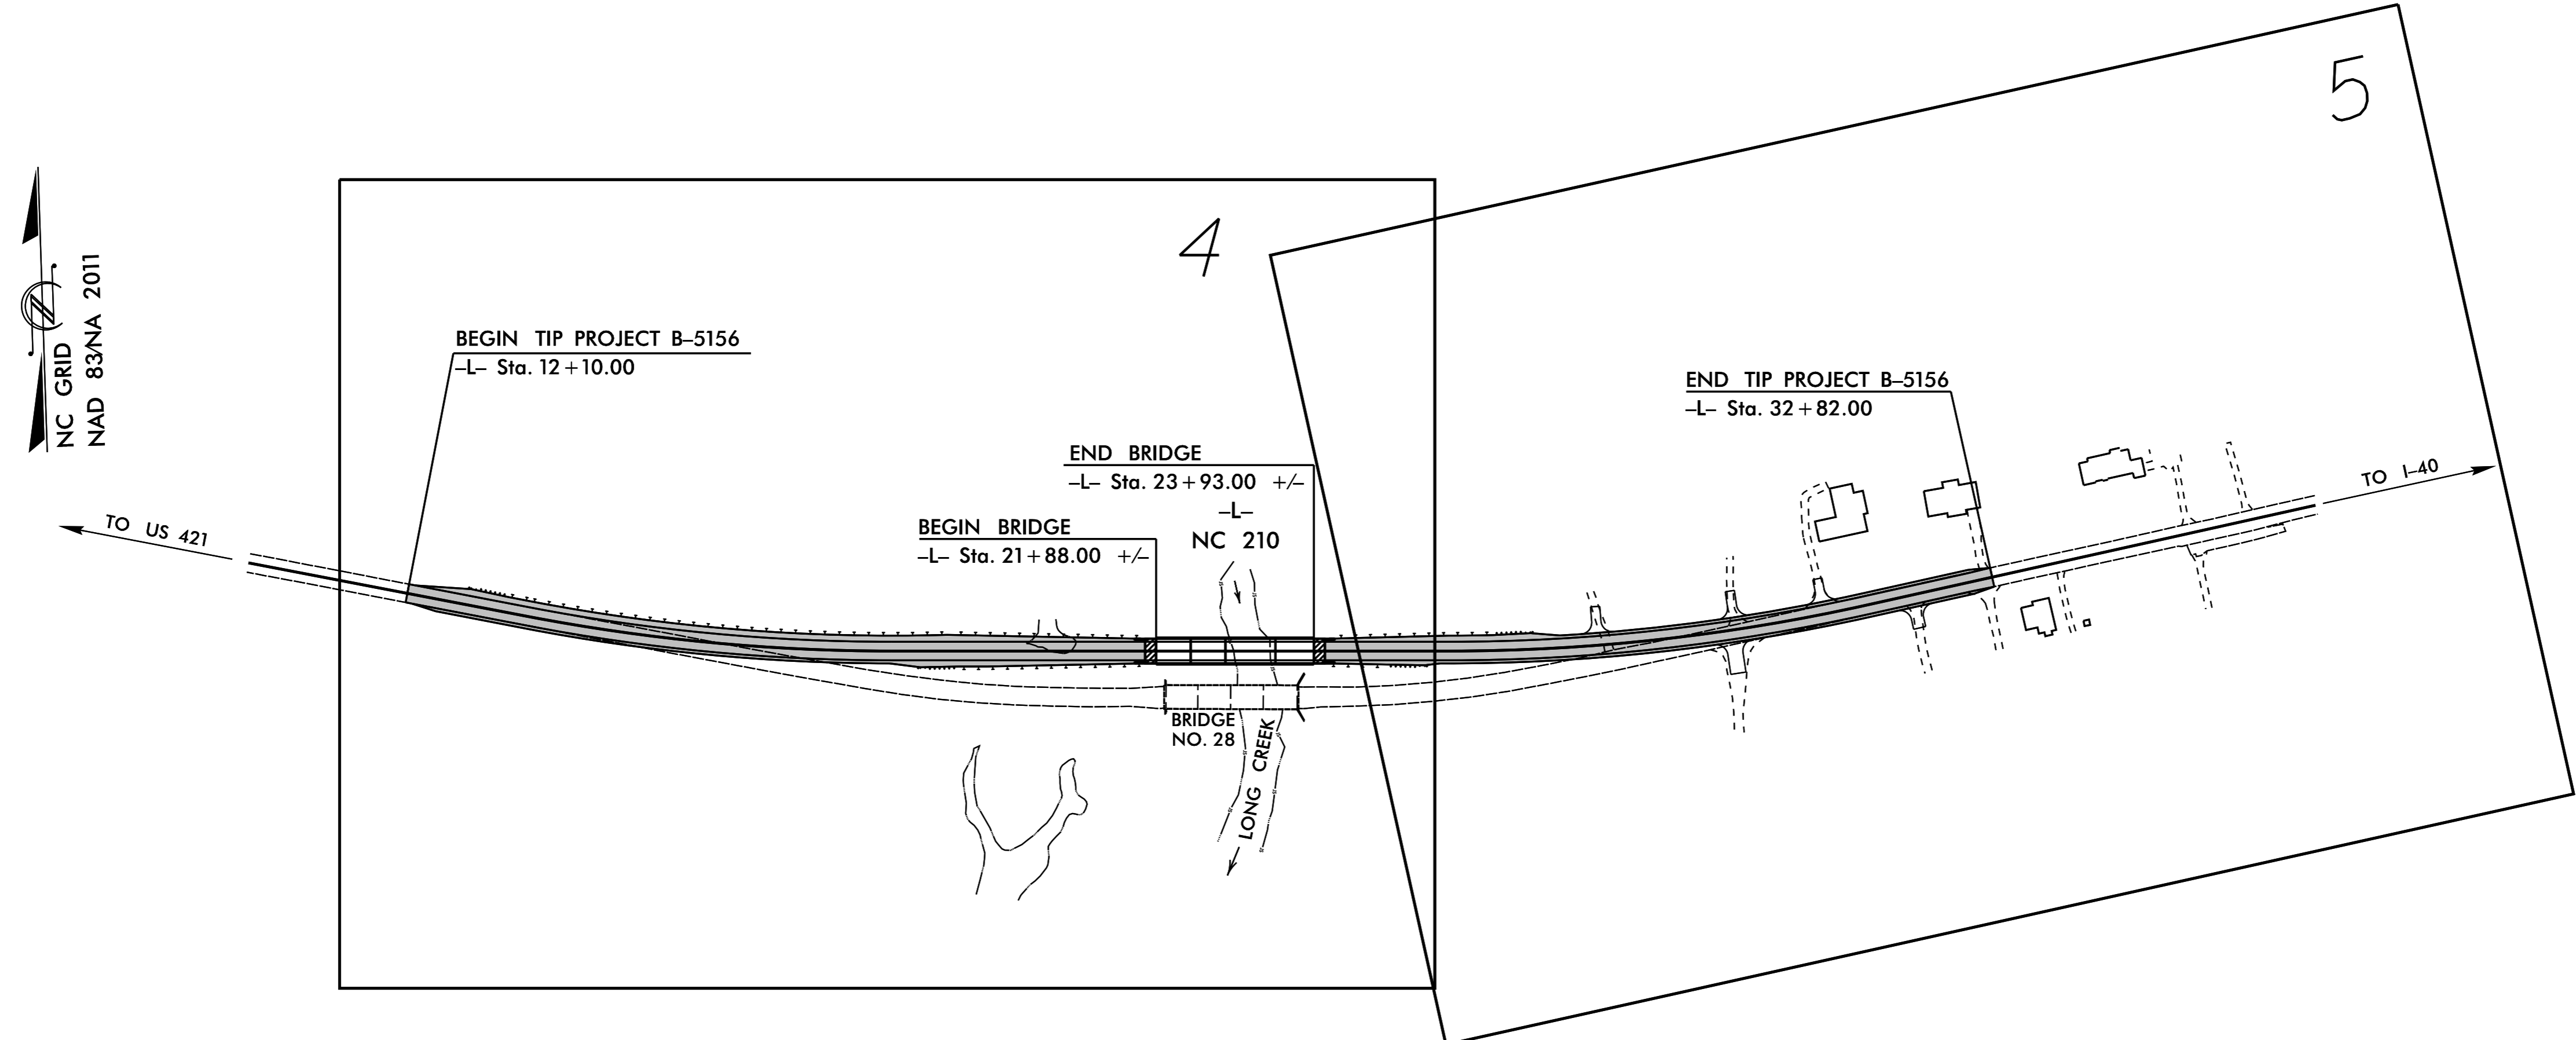 5
4
NC GRID
NAD 83/NA 2011
BEGIN TIP PROJECT B–5156
–L– Sta. 12+10.00
END TIP PROJECT B–5156
–L– Sta. 32+82.00
END BRIDGE
–L– Sta. 23+93.00 +/–
–L–
NC 210
BEGIN BRIDGE
–L– Sta. 21+88.00 +/–
TO US 421
TO I–40
BRIDGE
NO. 28
LONG CREEK